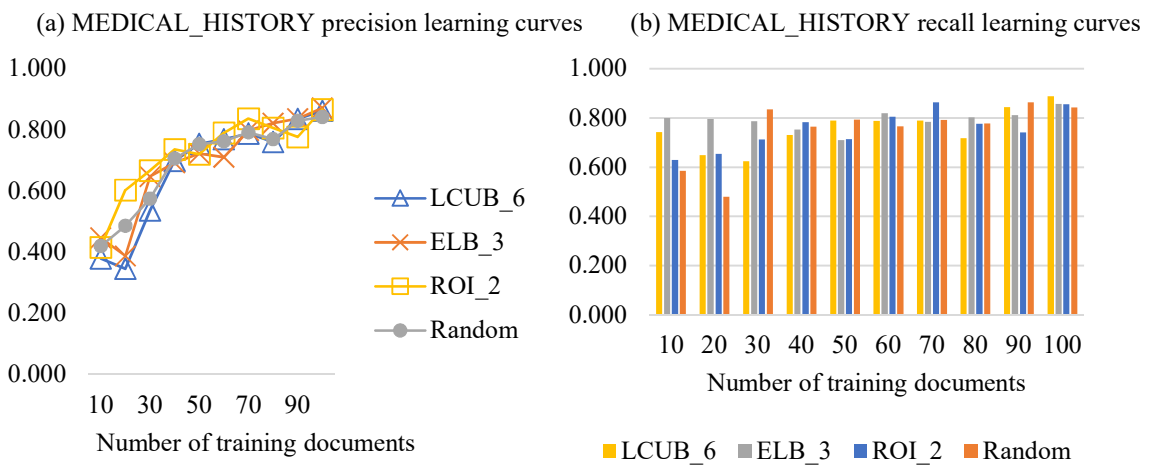 (a) MEDICAL_HISTORY precision learning curves
1.000
0.800
0.600
0.400
0.200
0.000
10 30 50 70 90
Number of training documents
LCUB_6
ELB_3
ROI_2
Random
(b) MEDICAL_HISTORY recall learning curves
1.000
0.800
0.600
0.400
0.200
0.000
10 20 30 40 50 60 70 80 90 100
Number of training documents
LCUB_6 ELB_3 ROI_2 Random